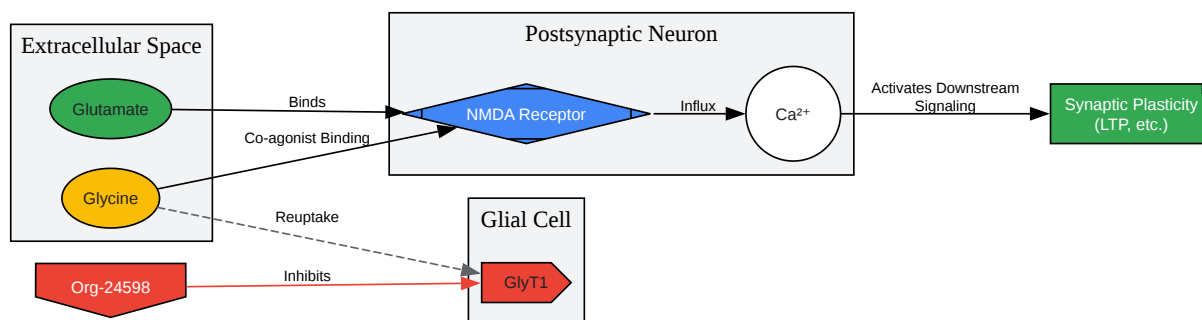 Extracellular Space
Postsynaptic Neuron
Glutamate
Binds
NMDA Receptor
Influx
Ca²⁺
Activates Downstream
Signaling
Synaptic Plasticity
(LTP, etc.)
Co-agonist Binding
Glycine
Reuptake
Glial Cell
Org-24598
Inhibits
GlyT1